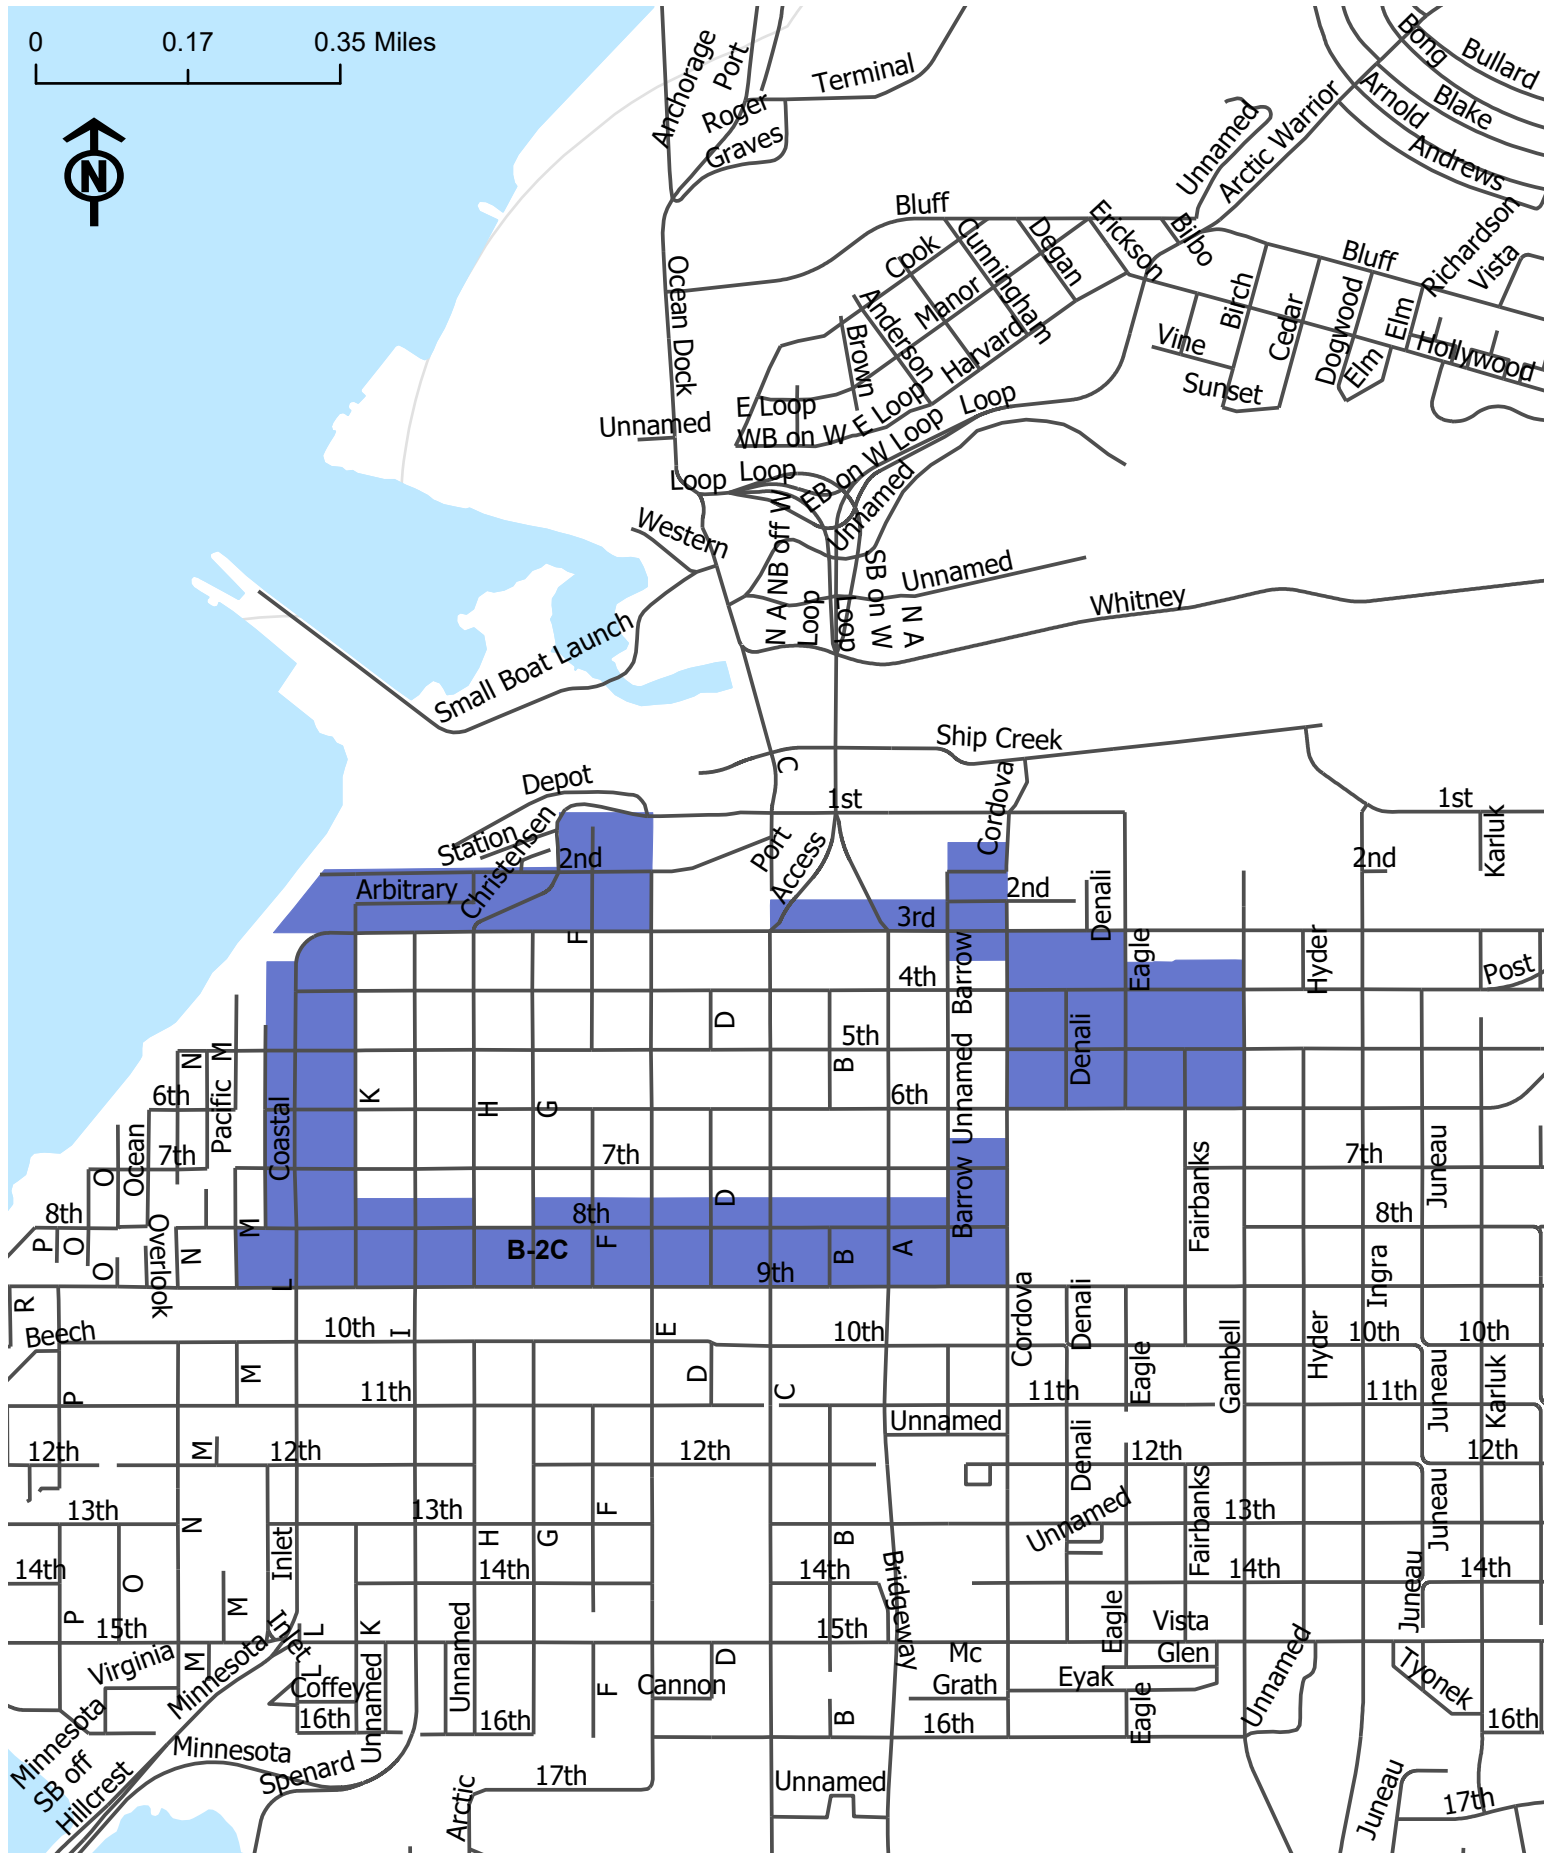 0 0.17 0.35 Miles
N
Anchorage
Port
Roger
Graves
Terminal
Bong
Bullard
Arnold
Blake
Andrews
Unnamed
Arctic Warrior
Bluff
Cook
Cunningham
Degan
Erickson
Bilbo
Bluff
Richardson
Vista
Ocean Dock
Anderson
Manor
Brown
Harvard
Birch
Cedar
Dogwood
Elm
Elm
Vine
Sunset
Hollywood
E Loop
E Loop
Unnamed
WB on W
EB on W Loop
Loop
Loop
Loop
Unnamed
Western
N A
NB off W
Loop
Loop
SB on W
N A
Unnamed
Whitney
Small Boat Launch
Ship Creek
C
Depot
Station
Christensen
1st
Cordova
1st
Port
Access
2nd
Arbitrary
2nd
Denali
2nd
Karluk
3rd
F
Barrow
Eagle
Hyder
Post
4th
D
5th
N
M
B
Unnamed
Denali
6th
K
H
G
6th
Pacific
Coastal
Ocean
7th
O
7th
Unnamed
Fairbanks
7th
Juneau
D
8th
M
8th
Barrow
8th
P
O
Overlook
N
B-2C
F
B
A
O
9th
L
Ingra
R
Beech
10th
I
E
10th
Cordova
Denali
Hyder
10th
10th
P
M
11th
D
C
11th
Eagle
Gambell
11th
Juneau
Karluk
Unnamed
12th
M
12th
12th
Denali
12th
12th
13th
N
Inlet
13th
F
Unnamed
Fairbanks
13th
Juneau
14th
O
H
G
14th
B
14th
Bridgeway
14th
14th
P
M
15th
Inlet
L
K
Unnamed
15th
Eagle
Vista
Juneau
Virginia
M
Minnesota
L
Coffey
Unnamed
F
Cannon
D
Mc
Grath
Eyak
Glen
Unnamed
Tyonek
16th
16th
B
16th
Eagle
16th
Minnesota
SB off
Hillcrest
Minnesota
Spenard
Arctic
17th
Unnamed
Juneau
17th